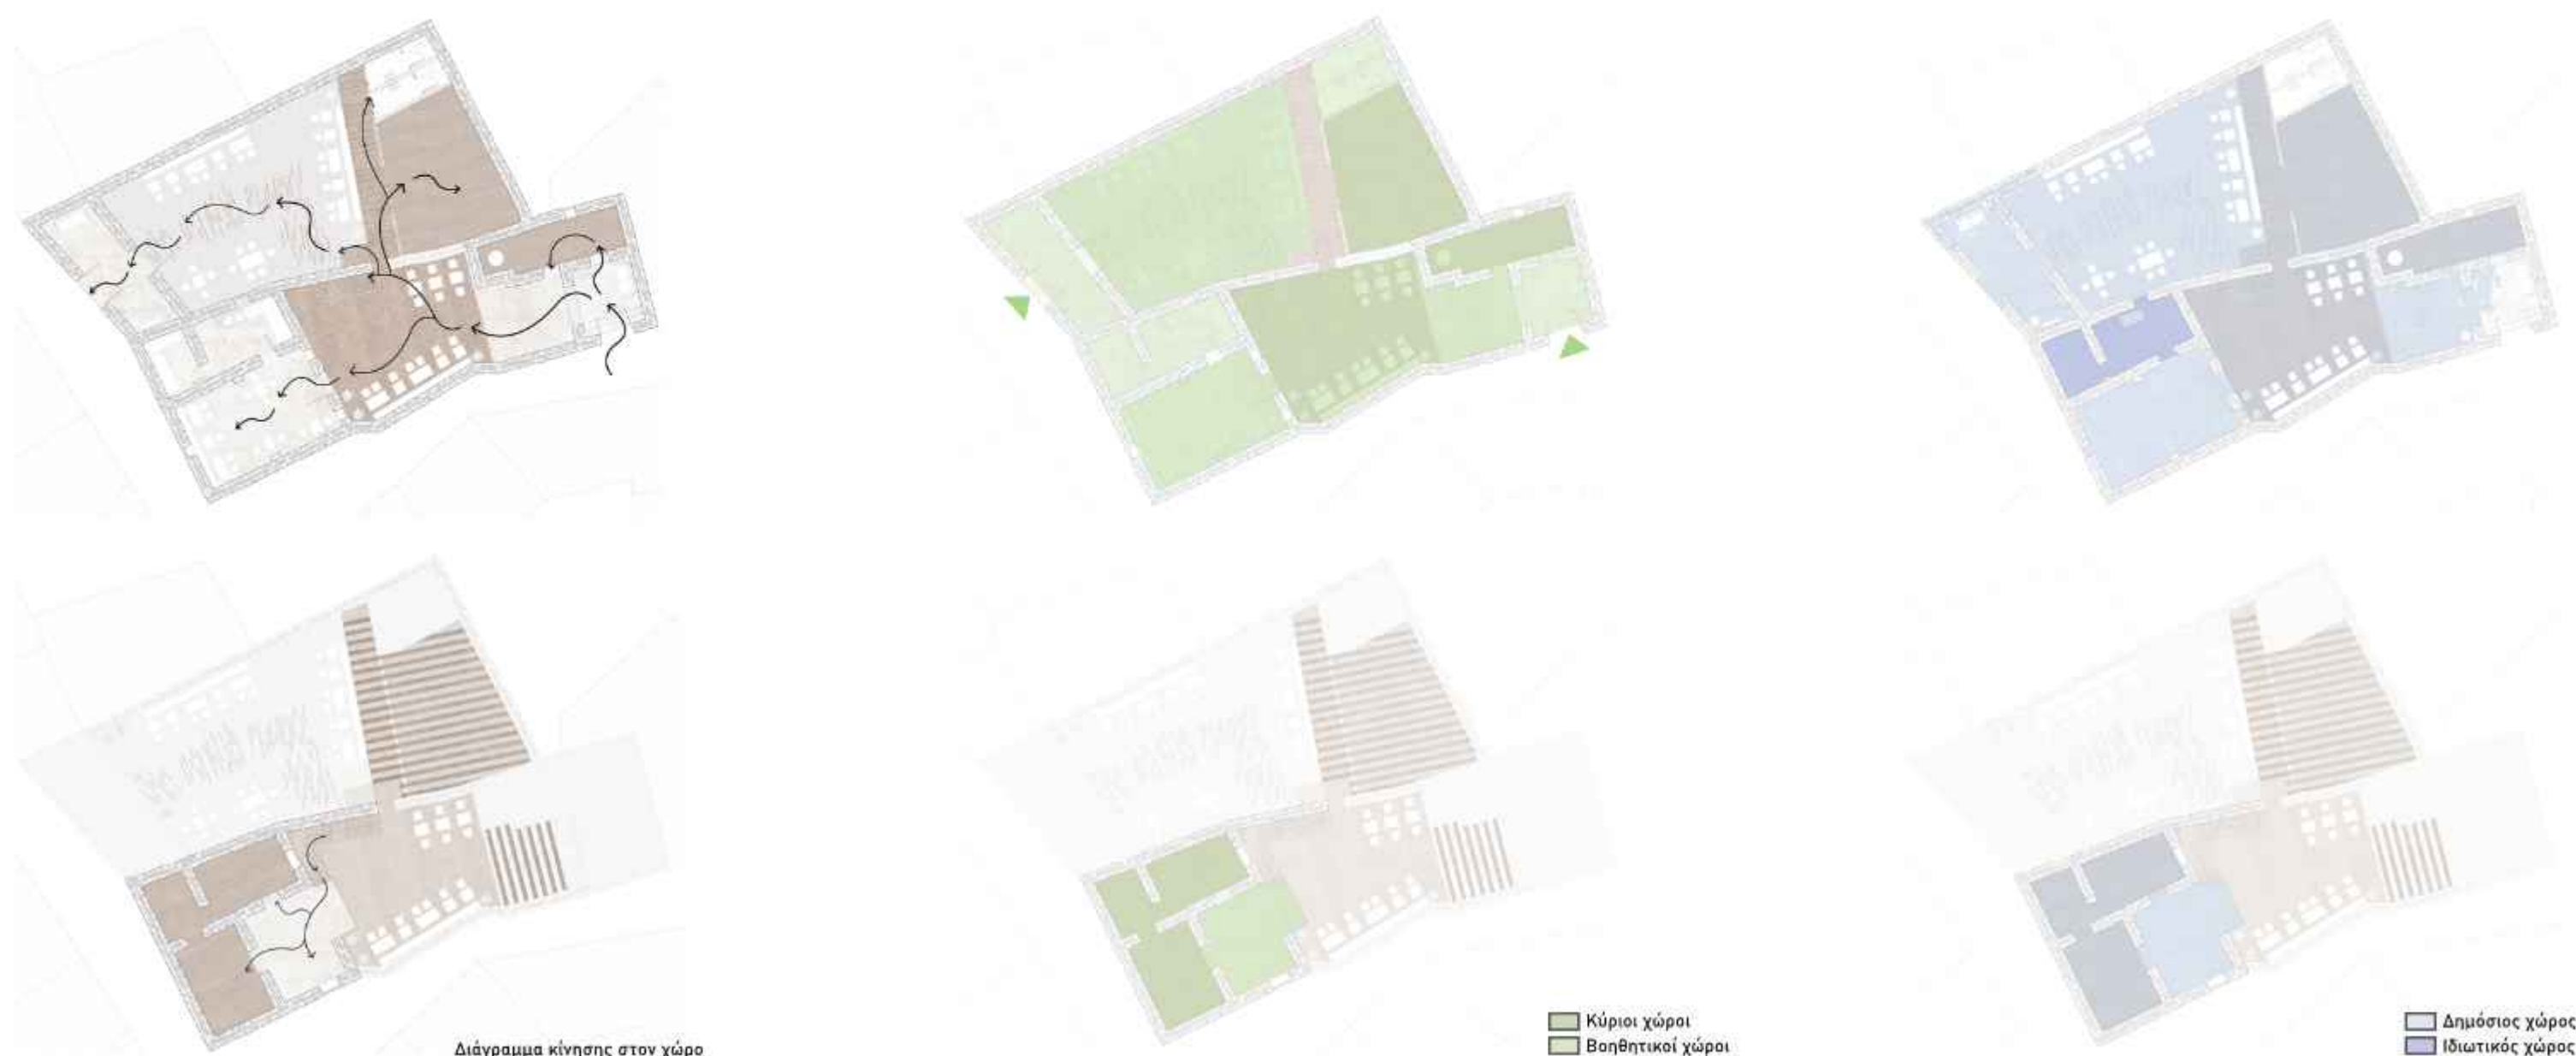 Διάγραμμα κίνησης στον χώρο
Κύριοι χώροι
Βοηθητικοί χώροι
Δημόσιος χώρος
Ιδιωτικός χώρος